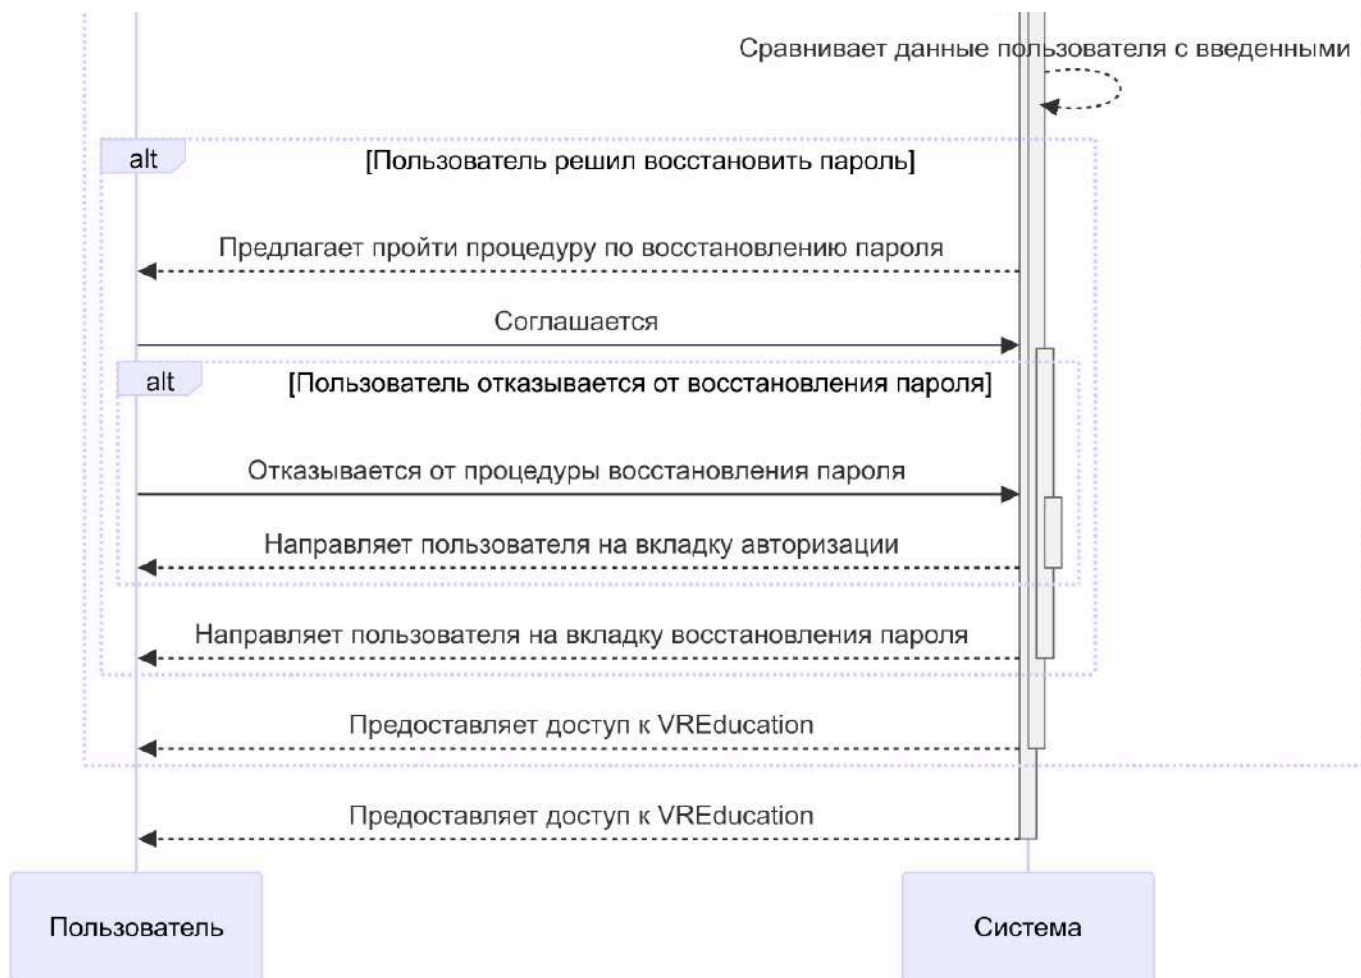 Сравнивает данные пользователя с введенными
alt
[Пользователь решил восстановить пароль]
Предлагает пройти процедуру по восстановлению пароля
Соглашается
alt
[Пользователь отказывается от восстановления пароля]
Отказывается от процедуры восстановления пароля
Направляет пользователя на вкладку авторизации
Направляет пользователя на вкладку восстановления пароля
Предоставляет доступ к VREducation
Предоставляет доступ к VREducation
Пользователь
Система